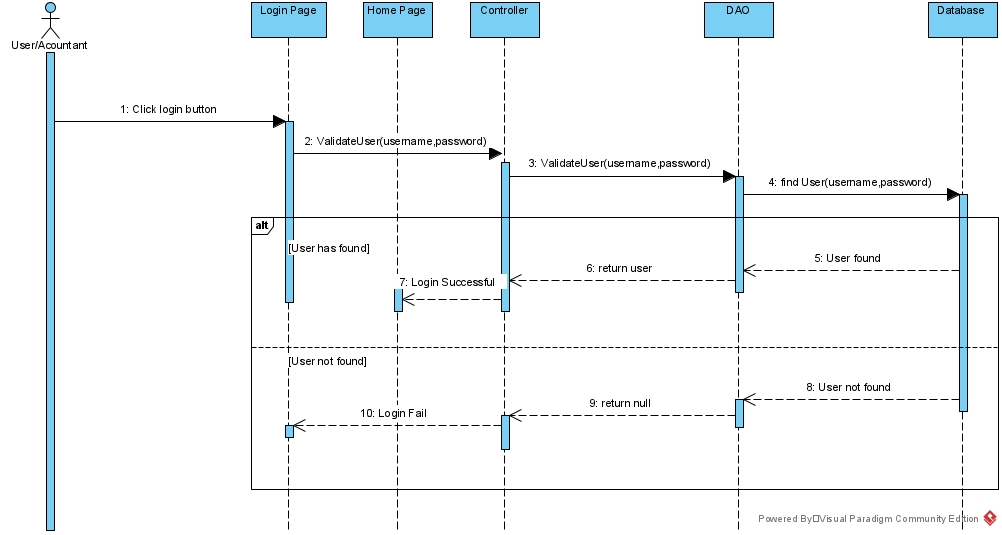 Login Page
Home Page
Controller
DAO
Database
User/Acountant
1: Click login button
2: ValidateUser(username,password)
3: ValidateUser(username,password)
4: find User(username,password)
alt
[User has found]
5: User found
6: return user
7: Login Successful
[User not found]
8: User not found
9: return null
10: Login Fail
Powered By Visual Paradigm Community Edition